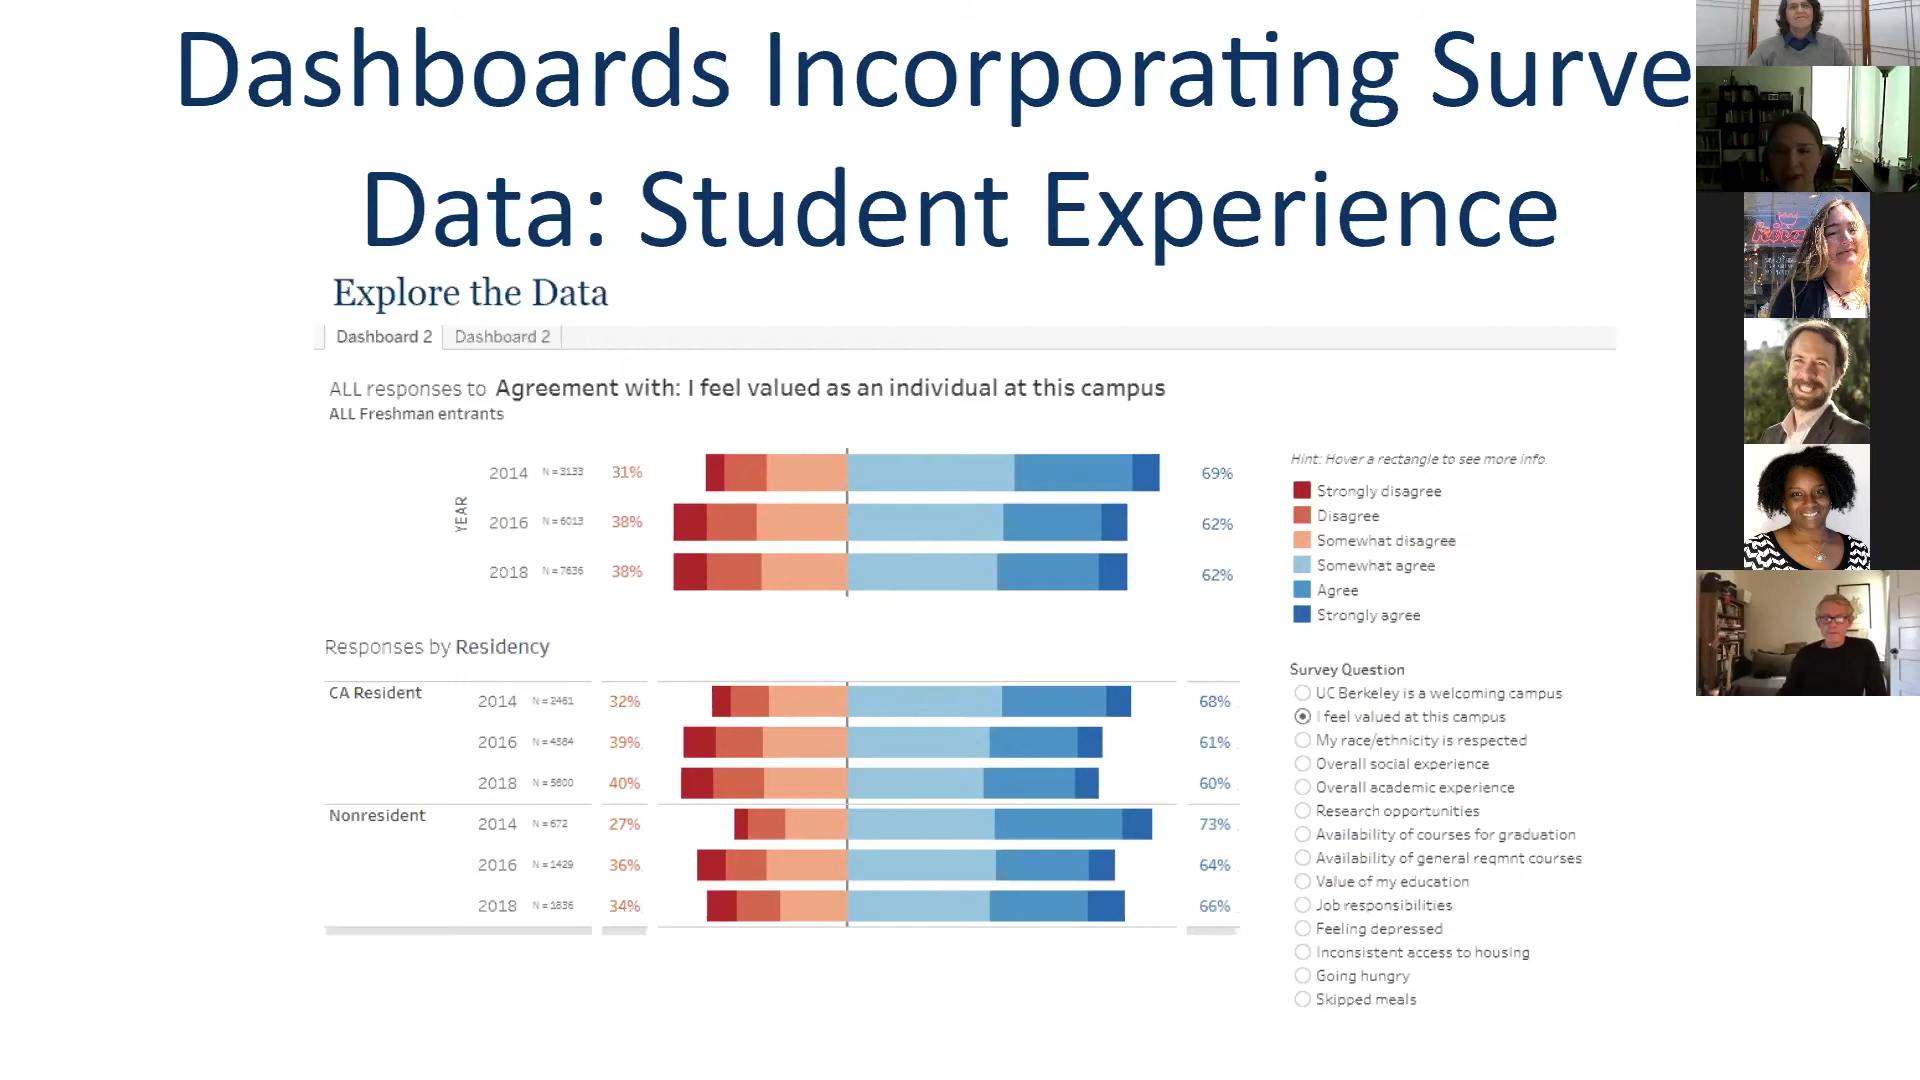 Dashboards Incorporating Surve
Data: Student Experience
Explore the Data
Dashboard 2 Dashboard 2
ALL responses to Agreement with: I feel valued as an individual at this campus
ALL Freshman entrants
YEAR
2014 N = 3133 31% 69%
2016 N = 6013 38% 62%
2018 N = 7636 38% 62%
Hint: Hover a rectangle to see more info.
Strongly disagree
Disagree
Somewhat disagree
Somewhat agree
Agree
Strongly agree
Responses by Residency
CA Resident 2014 N = 2461 32% 68%
2016 N = 4584 39% 61%
2018 N = 5800 40% 60%
Nonresident 2014 N = 672 27% 73%
2016 N = 1429 36% 64%
2018 N = 1836 34% 66%
Survey Question
UC Berkeley is a welcoming campus
I feel valued at this campus
My race/ethnicity is respected
Overall social experience
Overall academic experience
Research opportunities
Availability of courses for graduation
Availability of general reqmnt courses
Value of my education
Job responsibilities
Feeling depressed
Inconsistent access to housing
Going hungry
Skipped meals